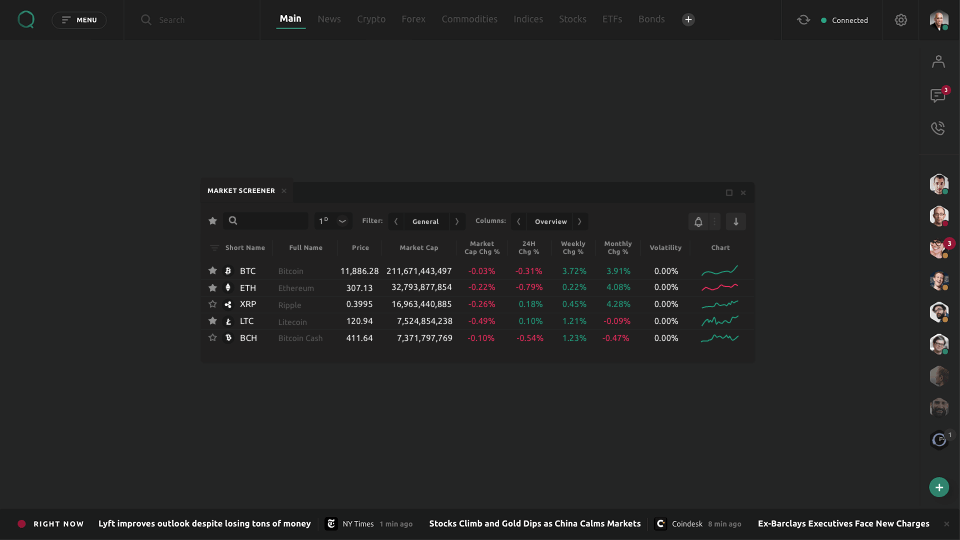 MENU
Search
Main News Crypto Forex Commodities Indices Stocks ETFs Bonds +
Connected
3
MARKET SCREENER
1D Filter: General Columns: Overview
Short Name Full Name Price Market Cap Market Cap Chg % 24H Chg % Weekly Chg % Monthly Chg % Volatility Chart
BTC Bitcoin 11,886.28 211,671,443,497 -0.03% -0.31% 3.72% 3.91% 0.00%
ETH Ethereum 307.13 32,793,877,854 -0.22% -0.79% 0.22% 4.08% 0.00%
XRP Ripple 0.3995 16,963,440,885 -0.26% 0.18% 0.45% 4.28% 0.00%
LTC Litecoin 120.94 7,524,854,238 -0.49% 0.10% 1.21% -0.09% 0.00%
BCH Bitcoin Cash 411.64 7,371,797,769 -0.10% -0.54% 1.23% -0.47% 0.00%
3
1
+
RIGHT NOW Lyft improves outlook despite losing tons of money NY Times 1 min ago Stocks Climb and Gold Dips as China Calms Markets Coindesk 8 min ago Ex-Barclays Executives Face New Charges